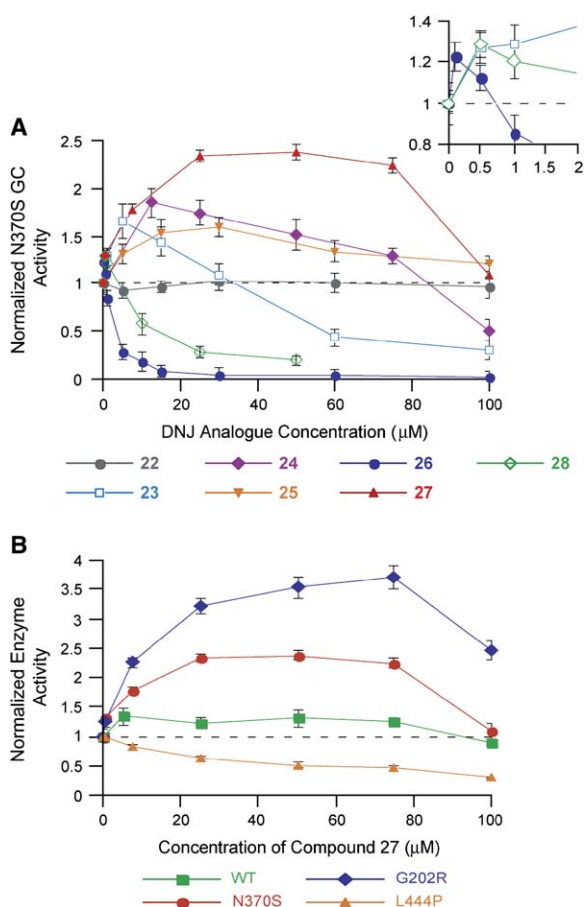 1.4
1.2
1
0.8
0
0.5
1
2
A
2.5
2
1.5
1
0.5
0
Normalized N370S GC
Activity
0 20 40 60 80 100
DNJ Analogue Concentration (μM)
22 24 26 28
23 25 27
B
4
3.5
3
2.5
2
1.5
1
0.5
0
Normalized Enzyme
Activity
0 20 40 60 80 100
Concentration of Compound 27 (μM)
WT G202R
N370S L444P